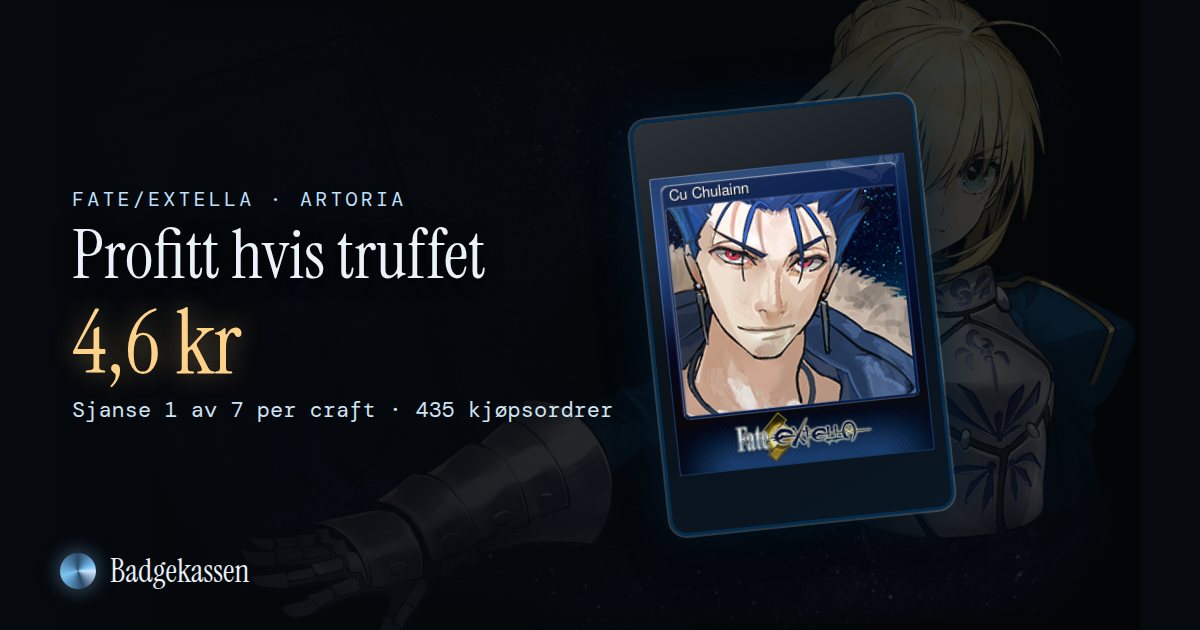 FATE/EXTELLA · ARTORIA
Profitt hvis truffet
4,6 kr
Sjanse 1 av 7 per craft · 435 kjøpsordrer
Cu Chulainn
Fate EXTELLA
Badgekassen